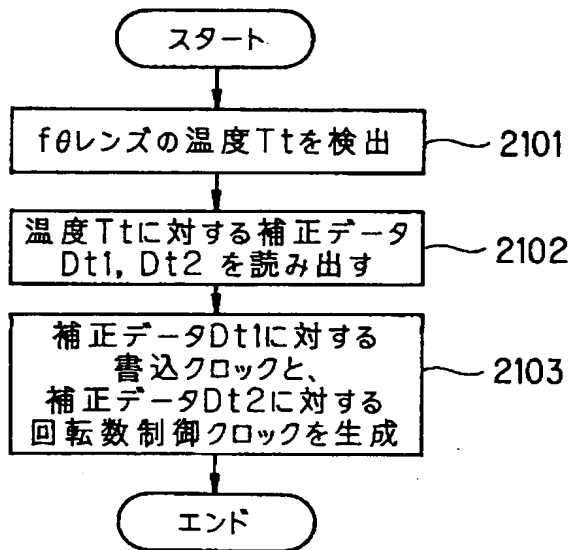 スタート
fθレンズの温度Ttを検出
2101
温度Ttに対する補正データ
Dt1, Dt2 を読み出す
2102
補正データDt1に対する
書込クロックと、
補正データDt2に対する
回転数制御クロックを生成
2103
エンド